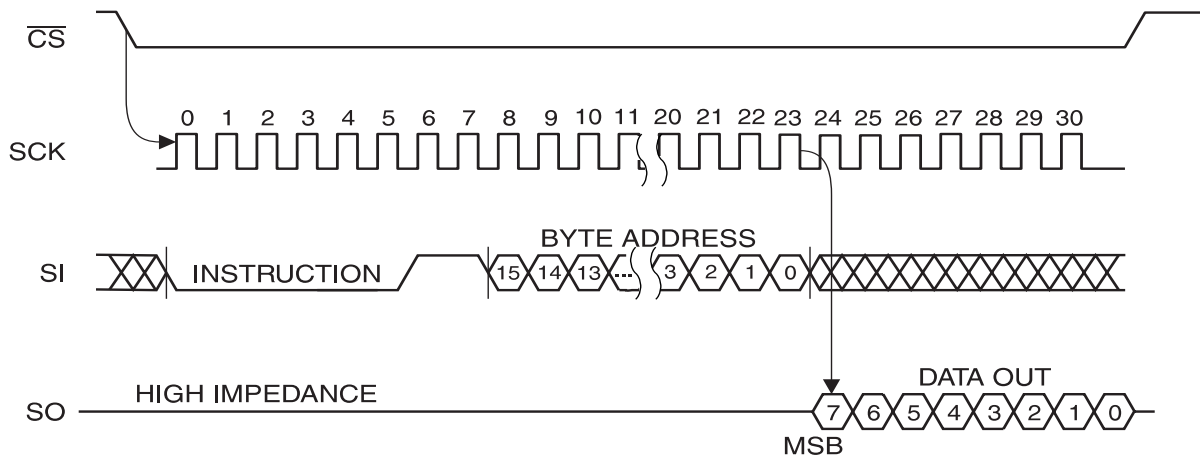 CS
0 1 2 3 4 5 6 7 8 9 10 11 20 21 22 23 24 25 26 27 28 29 30
SCK
BYTE ADDRESS
SI INSTRUCTION 15 14 13 ... 3 2 1 0
HIGH IMPEDANCE DATA OUT
SO 7 6 5 4 3 2 1 0
MSB